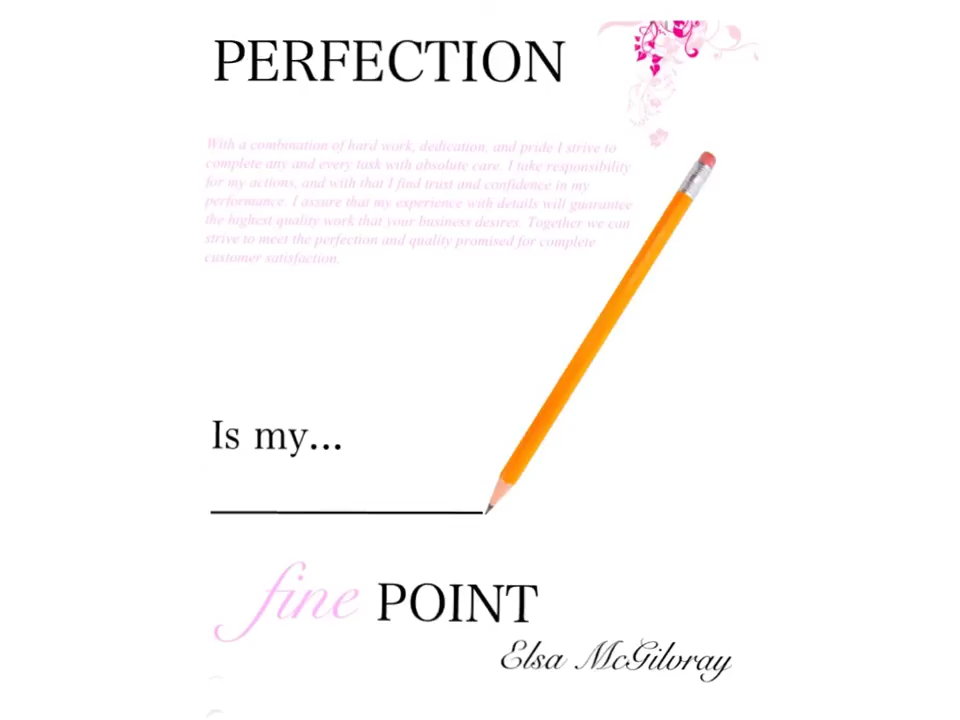 PERFECTION
With a combination of hard work, dedication, and pride I strive to
complete any and every task with absolute care. I take responsibility
for my actions, and with that I find trust and confidence in my
performance. I assure that my experience with details will guarantee
the highest quality work that your business desires. Together we can
strive to meet the perfection and quality promised for complete
customer satisfaction.
Is my...
fine POINT
Elsa McGilvray